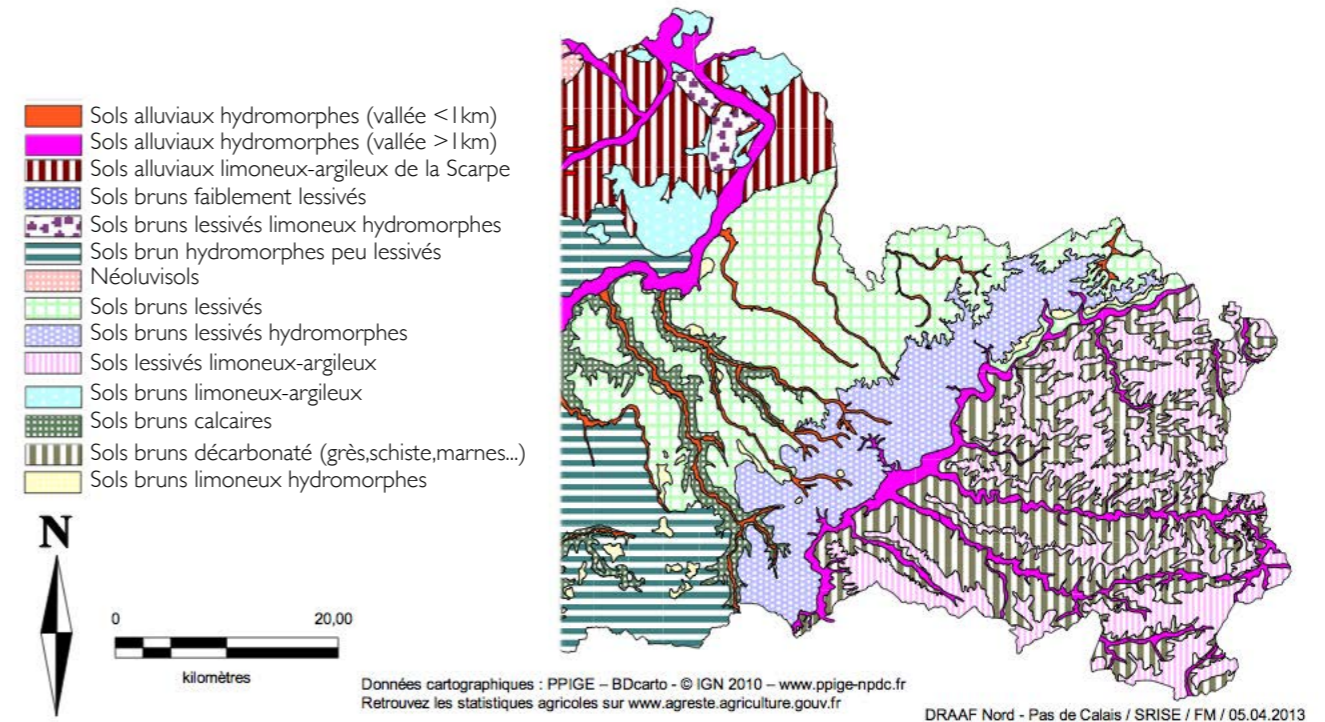 Sols alluviaux hydromorphes (vallée <1km)
Sols alluviaux hydromorphes (vallée >1km)
Sols alluviaux limoneux-argileux de la Scarpe
Sols bruns faiblement lessivés
Sols bruns lessivés limoneux hydromorphes
Sols brun hydromorphes peu lessivés
Néoluvisols
Sols bruns lessivés
Sols bruns lessivés hydromorphes
Sols lessivés limoneux-argileux
Sols bruns limoneux-argileux
Sols bruns calcaires
Sols bruns décarbonaté (grès,schiste,marnes...)
Sols bruns limoneux hydromorphes
N
0 20,00
kilomètres
Données cartographiques : PPIGE – BDcarto - © IGN 2010 – www.ppige-npdc.fr
Retrouvez les statistiques agricoles sur www.agreste.agriculture.gouv.fr
DRAAF Nord - Pas de Calais / SRISE / FM / 05.04.2013